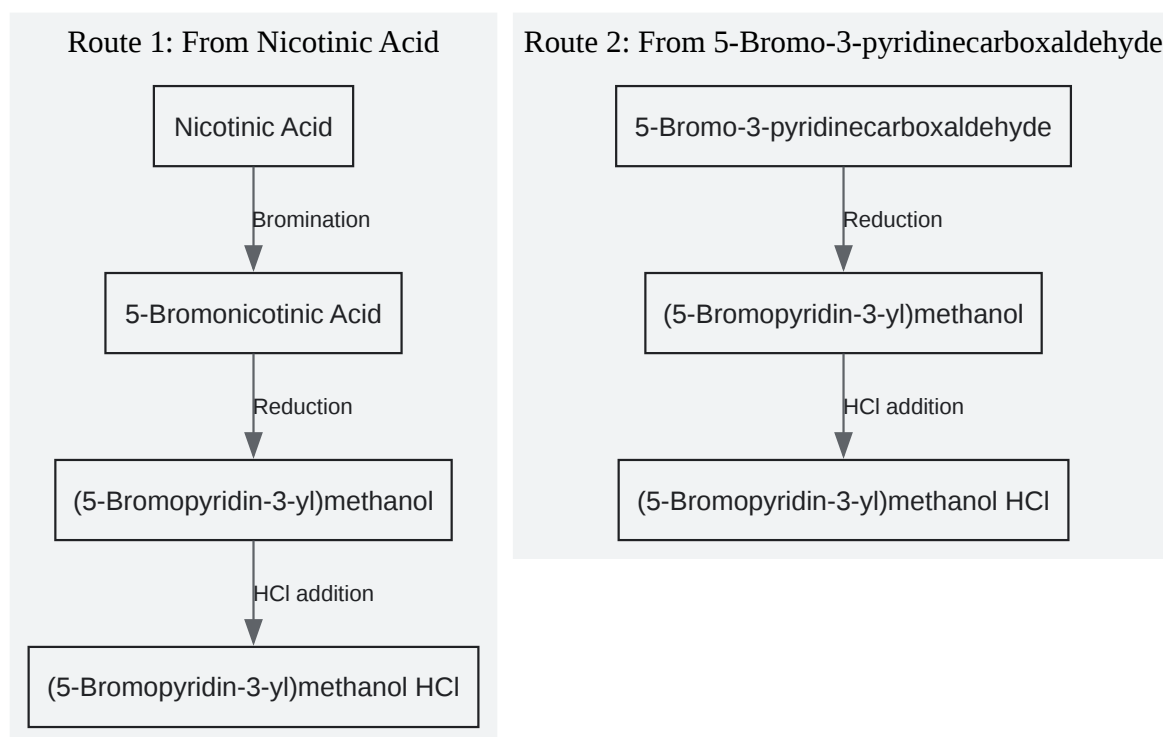 Route 1: From Nicotinic Acid
Nicotinic Acid
Bromination
5-Bromonicotinic Acid
Reduction
(5-Bromopyridin-3-yl)methanol
HCl addition
(5-Bromopyridin-3-yl)methanol HCl
Route 2: From 5-Bromo-3-pyridinecarboxaldehyde
5-Bromo-3-pyridinecarboxaldehyde
Reduction
(5-Bromopyridin-3-yl)methanol
HCl addition
(5-Bromopyridin-3-yl)methanol HCl